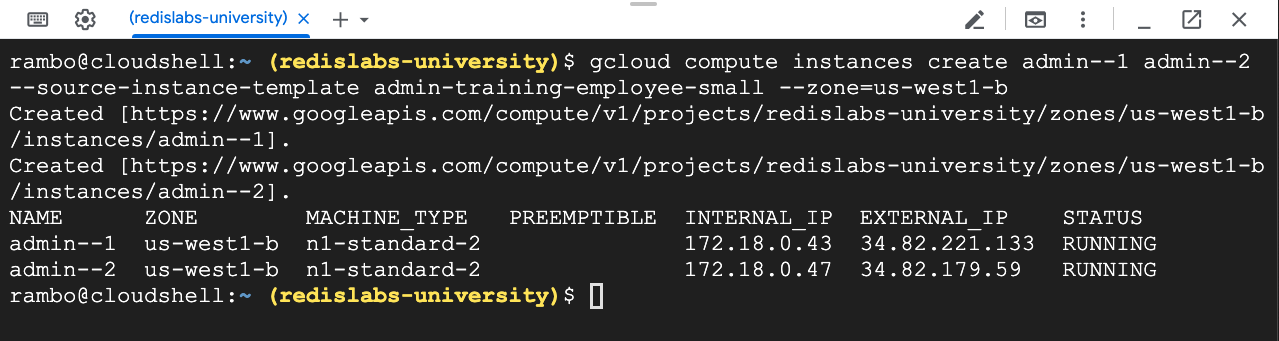 (redislabs-university)
rambo@cloudshell:~ (redislabs-university)$ gcloud compute instances create admin--1 admin--2
--source-instance-template admin-training-employee-small --zone=us-west1-b
Created [https://www.googleapis.com/compute/v1/projects/redislabs-university/zones/us-west1-b
/instances/admin--1].
Created [https://www.googleapis.com/compute/v1/projects/redislabs-university/zones/us-west1-b
/instances/admin--2].
NAME ZONE MACHINE_TYPE PREEMPTIBLE INTERNAL_IP EXTERNAL_IP STATUS
admin--1 us-west1-b n1-standard-2 172.18.0.43 34.82.221.133 RUNNING
admin--2 us-west1-b n1-standard-2 172.18.0.47 34.82.179.59 RUNNING
rambo@cloudshell:~ (redislabs-university)$